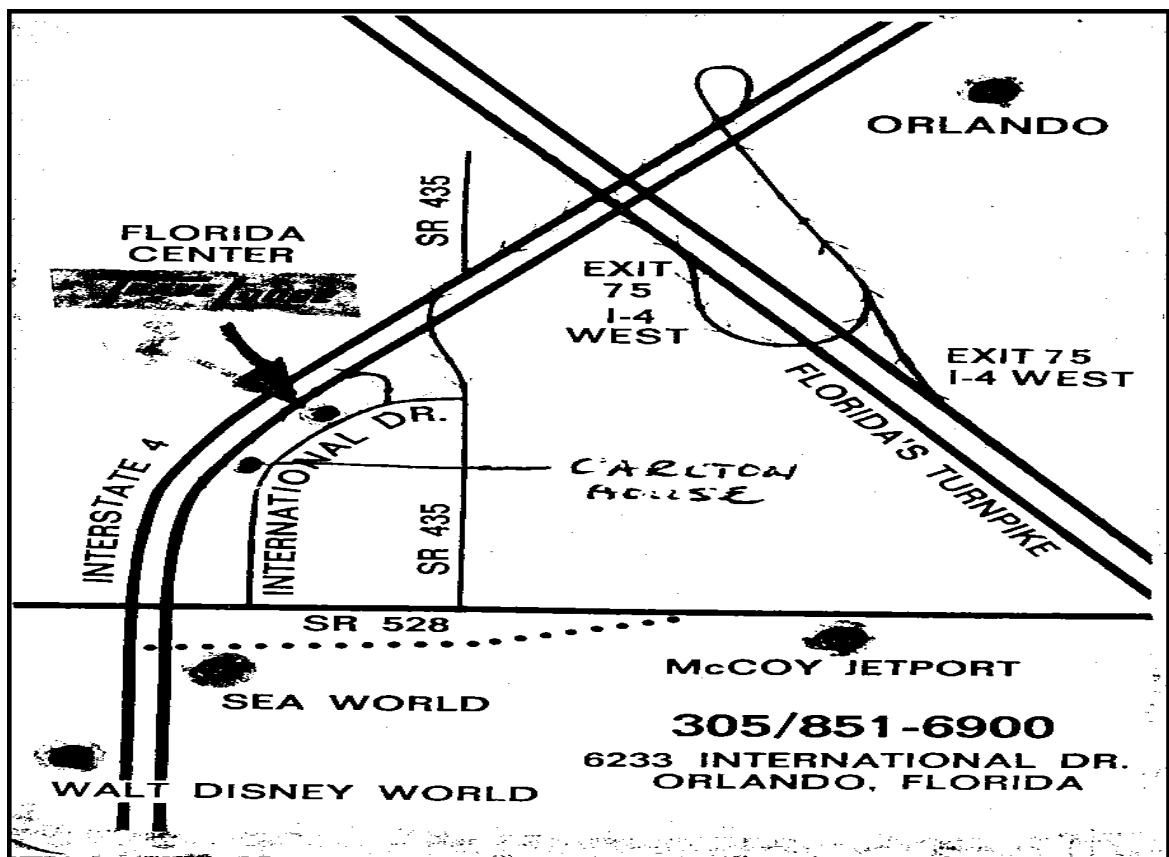 ORLANDO
SR 435
FLORIDA
CENTER
EXIT
75
I-4
WEST
EXIT 75
I-4 WEST
FLORIDA'S TURNPIKE
INTERNATIONAL DR.
INTERSTATE 4
CARLTON
HOUSE
SR 435
SR 528
McCOY JETPORT
SEA WORLD
305/851-6900
6233 INTERNATIONAL DR.
ORLANDO, FLORIDA
WALT DISNEY WORLD